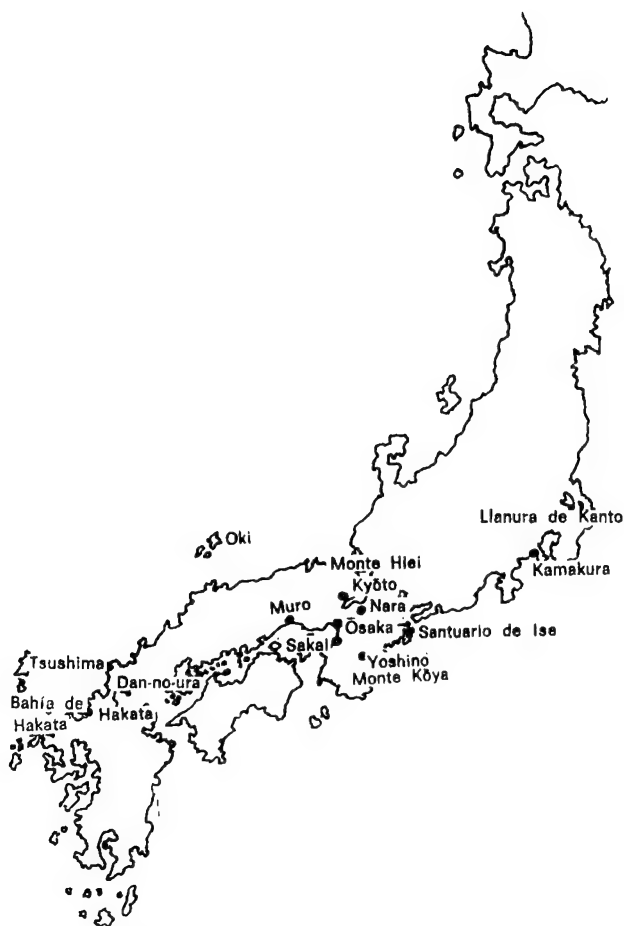 Llanura de Kanto
Oki
Monte Hiei
Kamakura
Kyōto
Muro
Nara
Ōsaka
Santuario de Ise
Sakai
Tsushima
Yoshino
Dan-no-ura
Monte Kōya
Bahía de
Hakata
Hakata